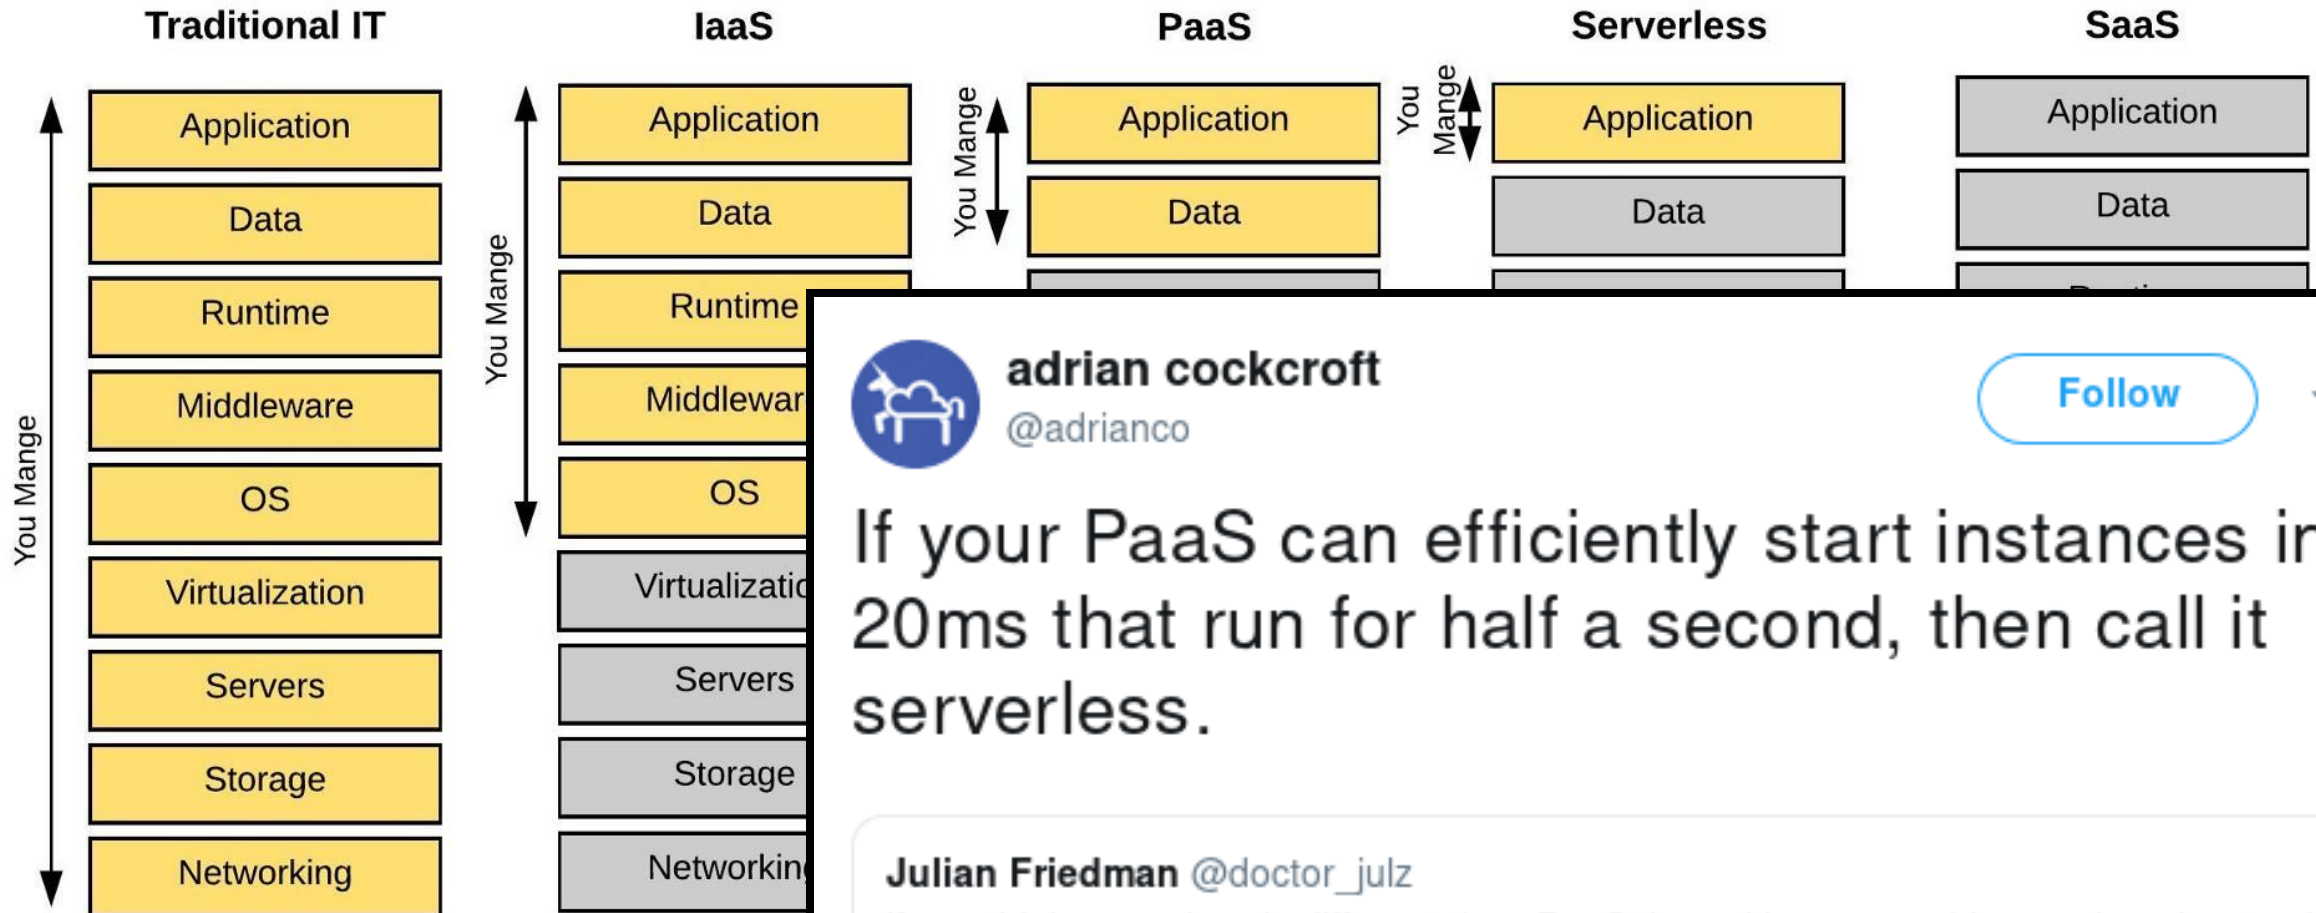 Traditional IT
IaaS
PaaS
Serverless
SaaS
You Mange
Application
Data
Runtime
Middleware
OS
Virtualization
Servers
Storage
Networking
You Mange
Application
Data
Runtime
Middlewar
OS
Virtualizatio
Servers
Storage
Networking
You Mange
Application
Data
You
Mange
Application
Data
Application
Data
adrian cockcroft
@adrianco
Follow
If your PaaS can efficiently start instances in
20ms that run for half a second, then call it
serverless.
Julian Friedman @doctor_julz